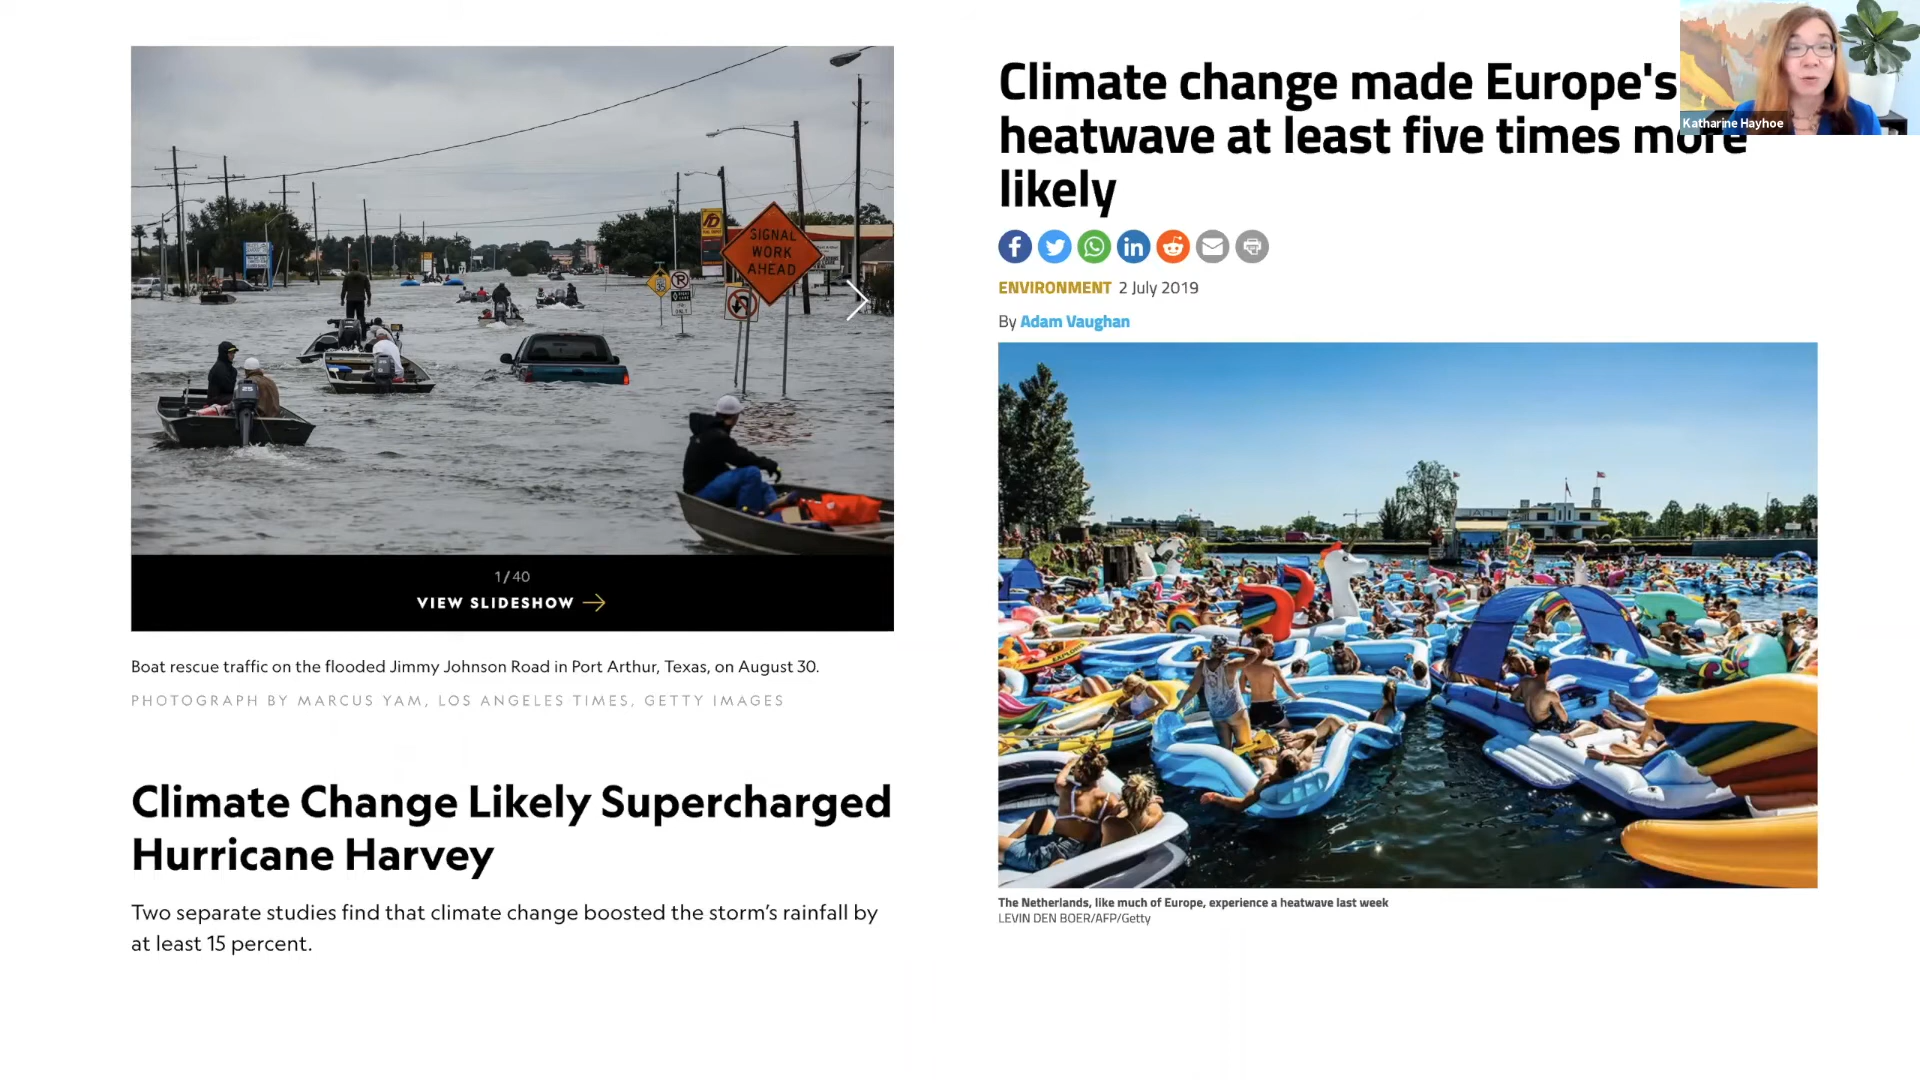 SIGNAL
WORK
AHEAD
1/40
VIEW SLIDESHOW
Boat rescue traffic on the flooded Jimmy Johnson Road in Port Arthur, Texas, on August 30.
PHOTOGRAPH BY MARCUS YAM, LOS ANGELES TIMES, GETTY IMAGES
Climate Change Likely Supercharged
Hurricane Harvey
Two separate studies find that climate change boosted the storm's rainfall by
at least 15 percent.
Climate change made Europe's
heatwave at least five times more
likely
ENVIRONMENT 2 July 2019
By Adam Vaughan
The Netherlands, like much of Europe, experience a heatwave last week
LEVIN DEN BOER/AFP/Getty
Katharine Hayhoe